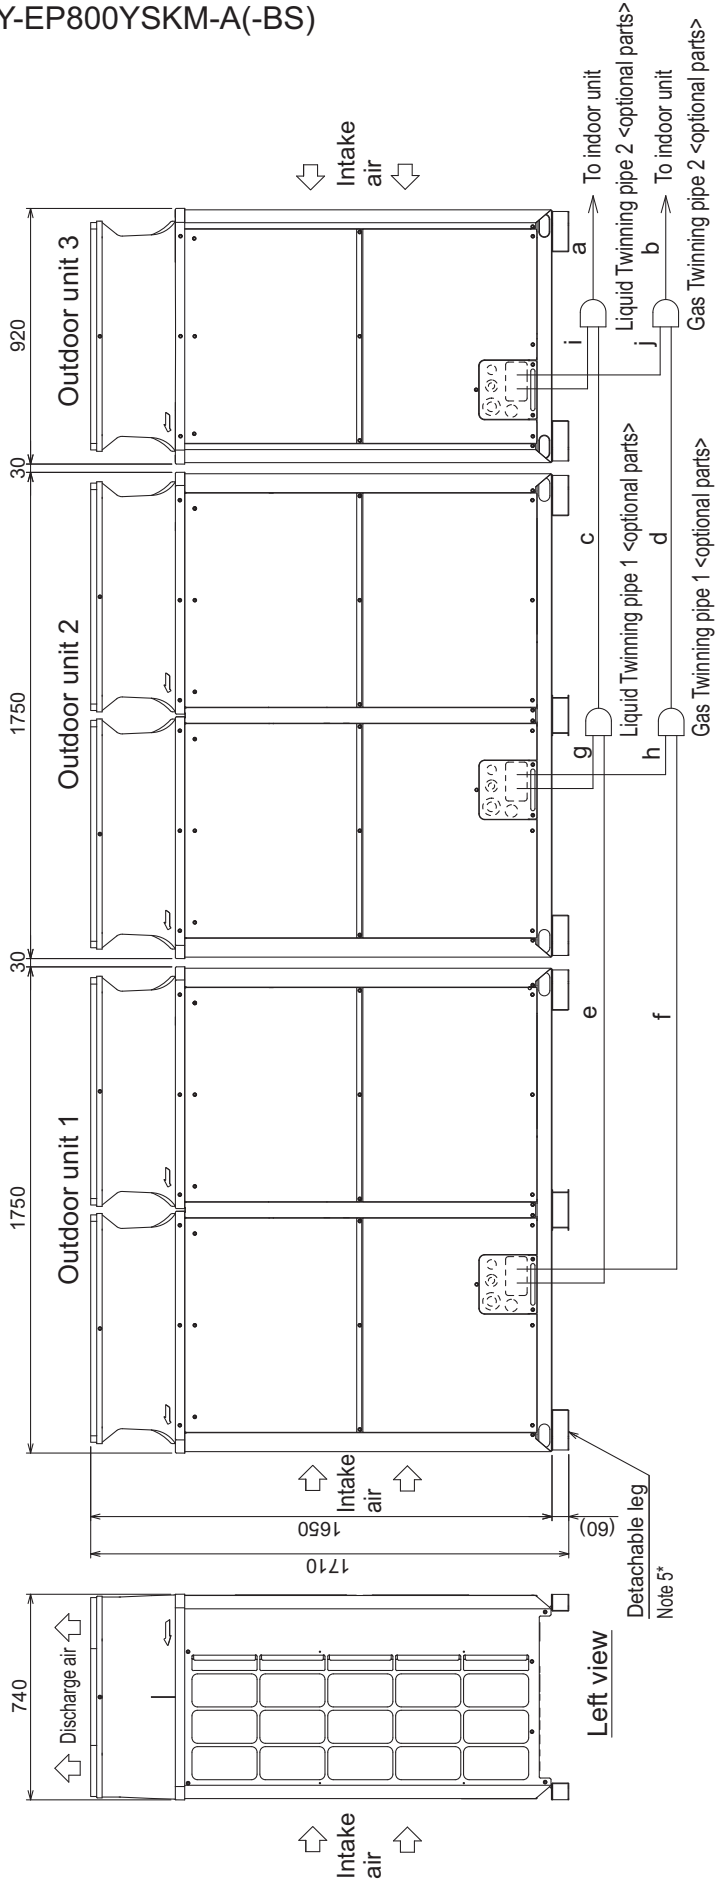 Y-EP800YSKM-A(-BS)
740
Discharge air
Intake
air
Left view
1710
1650
(60)
Detachable leg
Note 5*
Intake
air
1750
30
1750
30
920
Outdoor unit 1
Outdoor unit 2
Outdoor unit 3
Intake
air
e
f
g
h
Liquid Twinning pipe 1 <optional parts>
Gas Twinning pipe 1 <optional parts>
c
d
i
j
a
b
To indoor unit
To indoor unit
Liquid Twinning pipe 2 <optional parts>
Gas Twinning pipe 2 <optional parts>